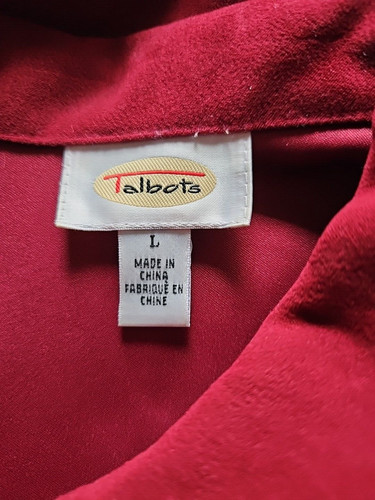 Talbots
L
MADE IN
CHINA
FABRIQUÉ EN
CHINE